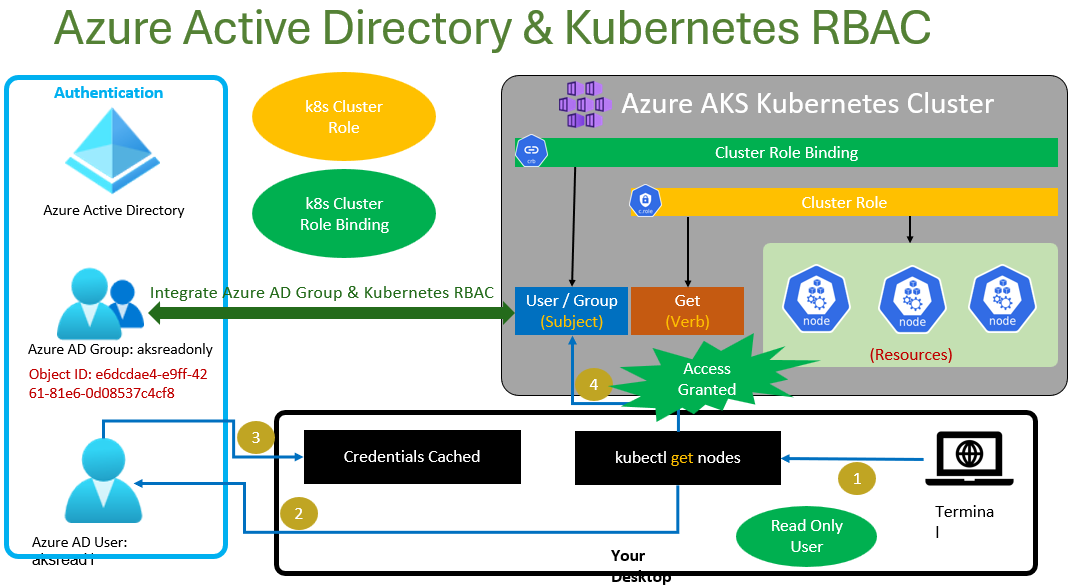 Azure Active Directory & Kubernetes RBAC
Authentication
Azure Active Directory
k8s Cluster
Role
k8s Cluster
Role Binding
Azure AKS Kubernetes Cluster
crb
Cluster Role Binding
c.role
Cluster Role
Integrate Azure AD Group & Kubernetes RBAC
User / Group
(Subject)
Get
(Verb)
node
node
node
(Resources)
Azure AD Group: aksreadonly
Object ID: e6dcdae4-e9ff-42
61-81e6-0d08537c4cf8
Access
Granted
4
3
Credentials Cached
kubectl get nodes
1
2
Terminal
l
Read Only
User
Azure AD User:
aksread1
Your
Desktop